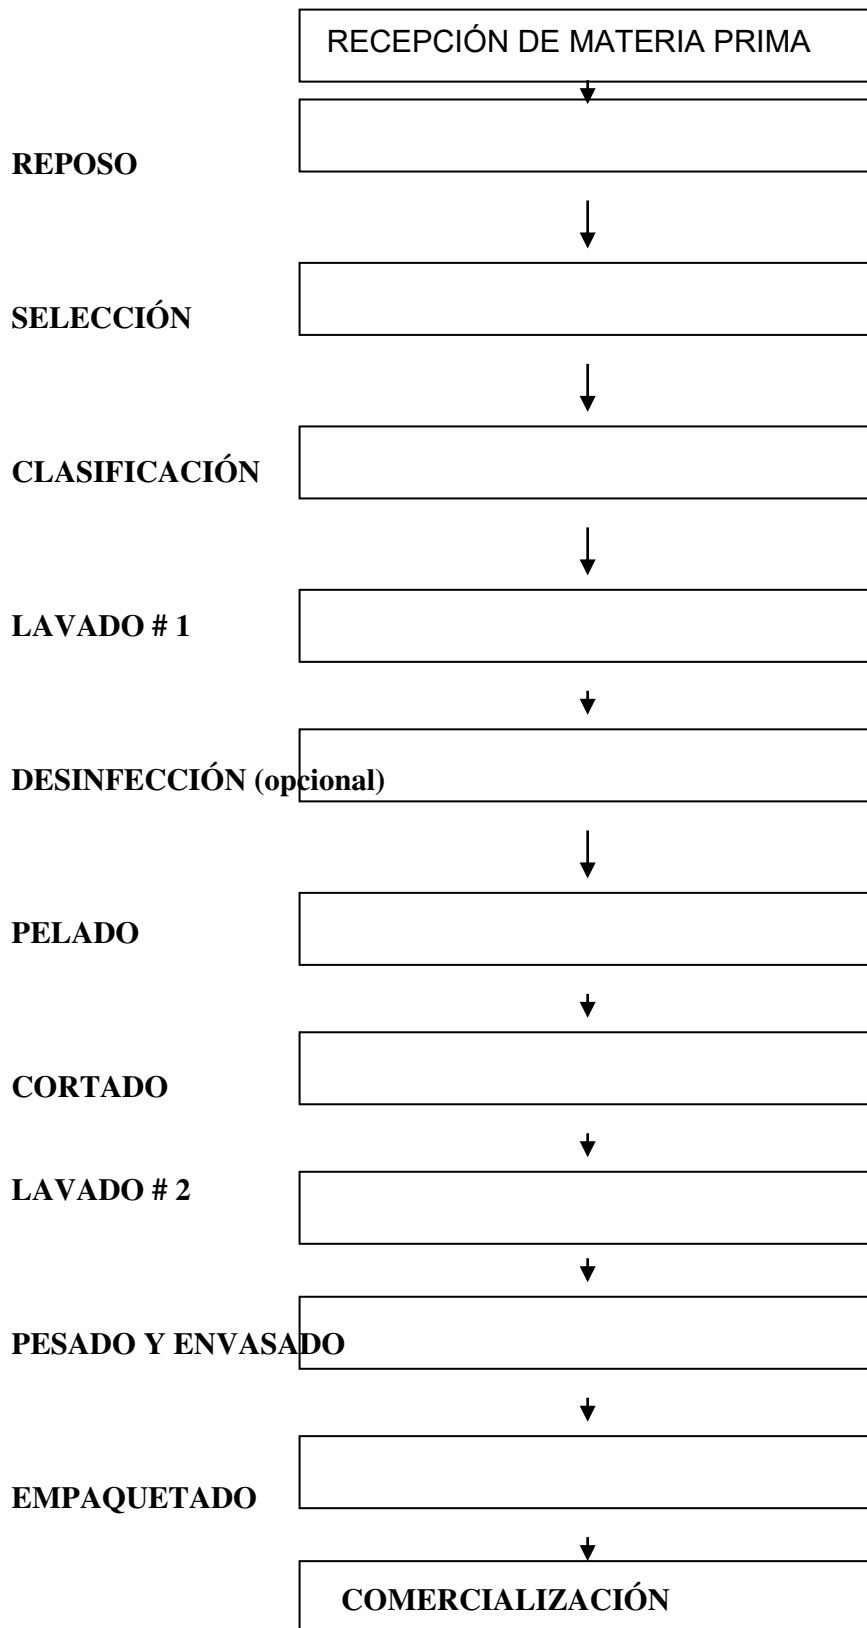 RECEPCIÓN DE MATERIA PRIMA
REPOSO
SELECCIÓN
CLASIFICACIÓN
LAVADO # 1
DESINFECCIÓN (opcional)
PELADO
CORTADO
LAVADO # 2
PESADO Y ENVASADO
EMPAQUETADO
COMERCIALIZACIÓN